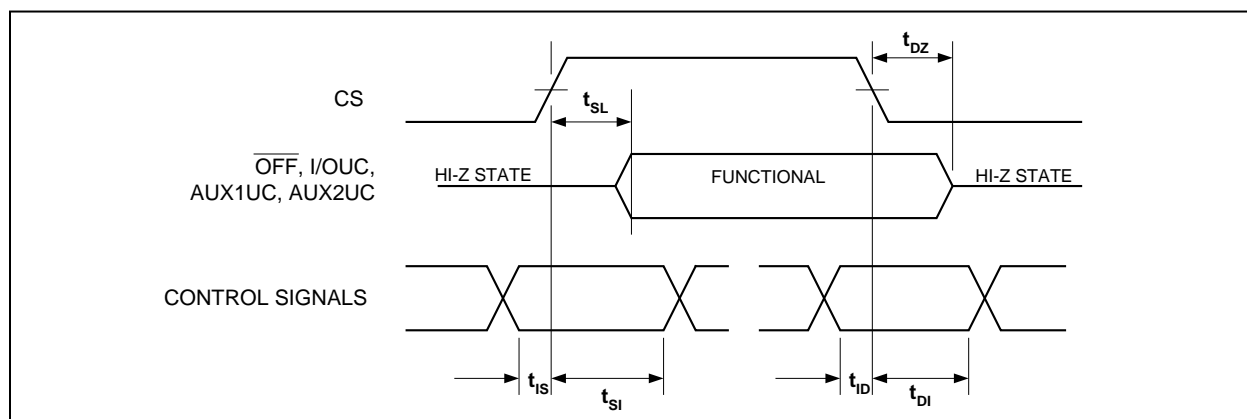 t_DZ
CS
t_SL
OFF, I/OUC,
AUX1UC, AUX2UC
HI-Z STATE
FUNCTIONAL
HI-Z STATE
CONTROL SIGNALS
t_IS
t_SI
t_ID
t_DI